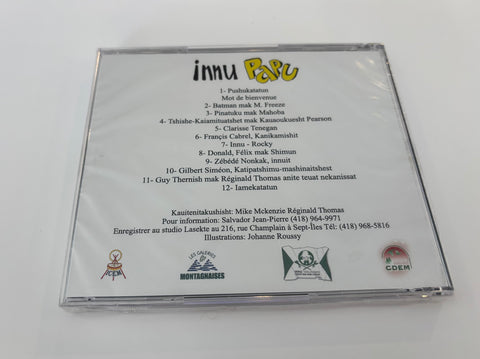 innu Papu
1- Pushukatatun
Mot de bienvenue
2- Batman mak M. Freeze
3- Pinatuku mak Mahoba
4- Tshishe-Kaiamituatshet mak Kausoukuesht Pearson
5- Clarisse Tenegan
6- Françis Cabrel, Kanikamishit
7- Innu - Rocky
8- Donald, Félix mak Shimun
9- Zébédé Nonkak, innuit
10- Gilbert Siméon, Katipatshimu-mashinaitshest
11- Guy Thernish mak Réginald Thomas anite teuat nekanissat
12- Iamekatatun
Kauitenitakushisht: Mike Mckenzie Réginald Thomas
Pour information: Salvador Jean-Pierre (418) 964-9971
Enregistrer au studio Lasekte au 216, rue Champlain à Sept-Îles Tél: (418) 968-5816
Illustrations: Johanne Roussy
LES GALERIES
MONTAGNAISES
CDEM